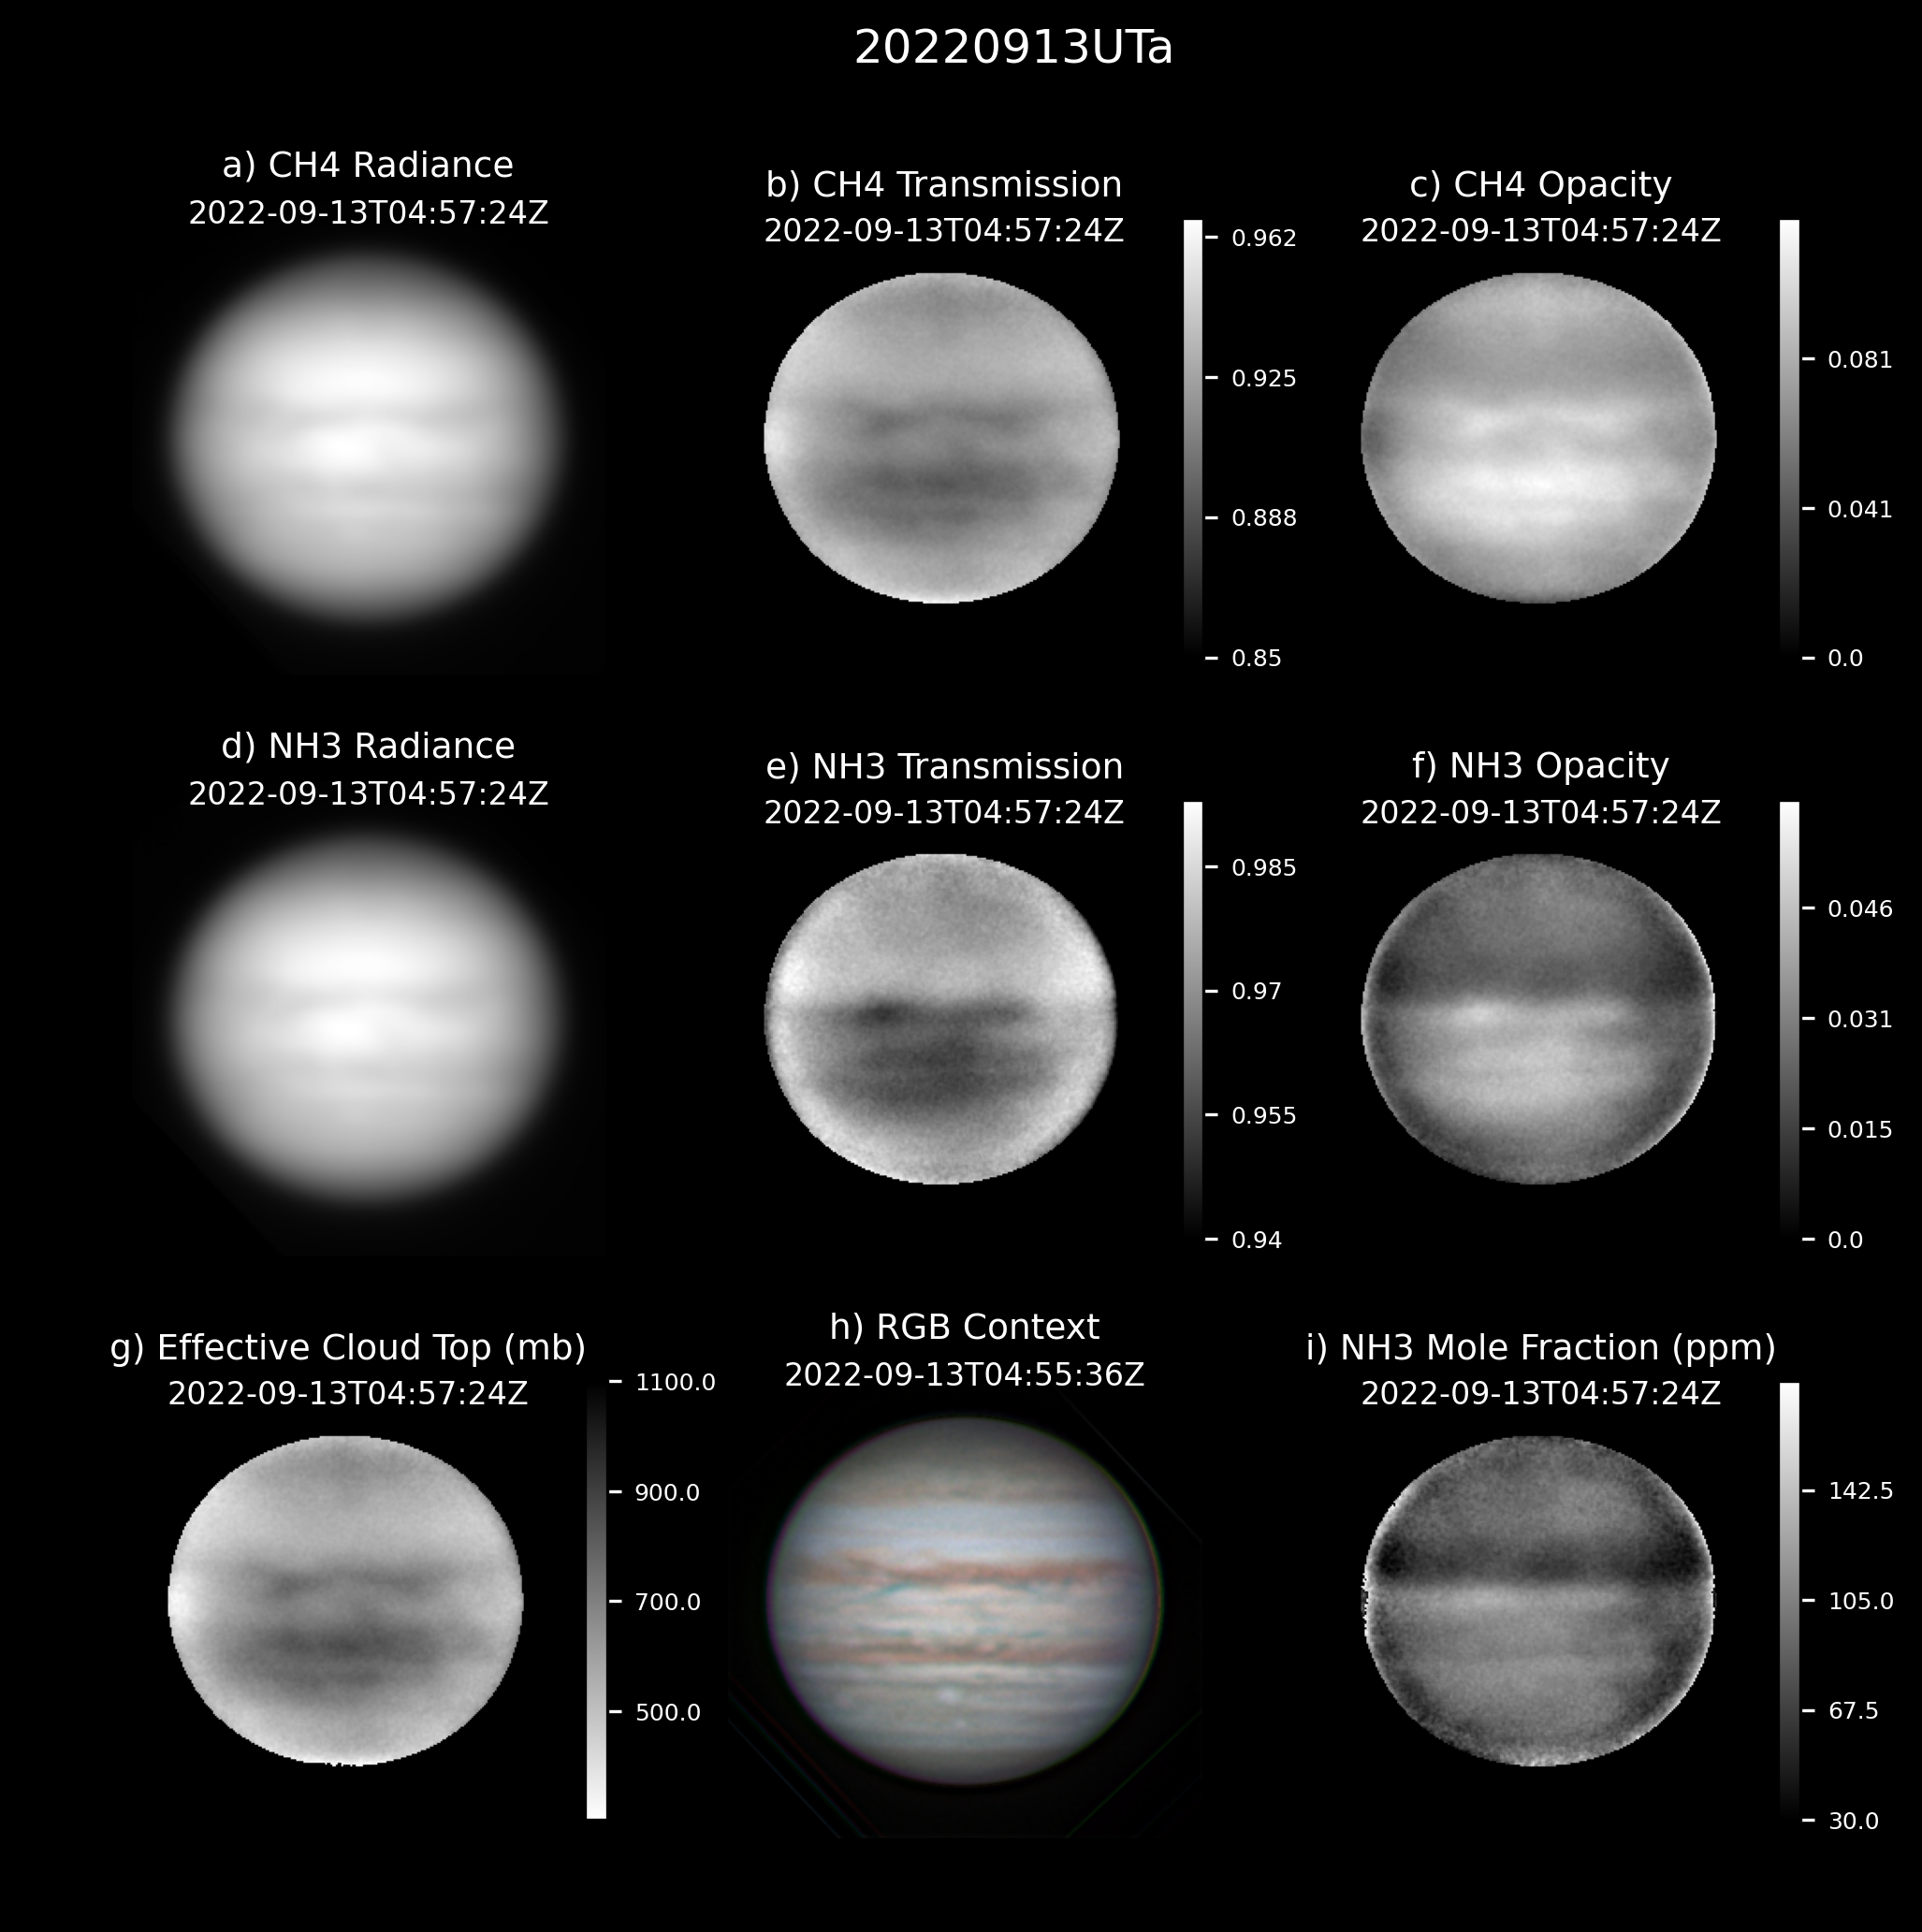 20220913UTa
a) CH4 Radiance
2022-09-13T04:57:24Z
b) CH4 Transmission
2022-09-13T04:57:24Z
0.962
0.925
0.888
0.85
c) CH4 Opacity
2022-09-13T04:57:24Z
0.081
0.041
0.0
d) NH3 Radiance
2022-09-13T04:57:24Z
e) NH3 Transmission
2022-09-13T04:57:24Z
0.985
0.97
0.955
0.94
f) NH3 Opacity
2022-09-13T04:57:24Z
0.046
0.031
0.015
0.0
g) Effective Cloud Top (mb)
2022-09-13T04:57:24Z
1100.0
900.0
700.0
500.0
h) RGB Context
2022-09-13T04:55:36Z
i) NH3 Mole Fraction (ppm)
2022-09-13T04:57:24Z
142.5
105.0
67.5
30.0